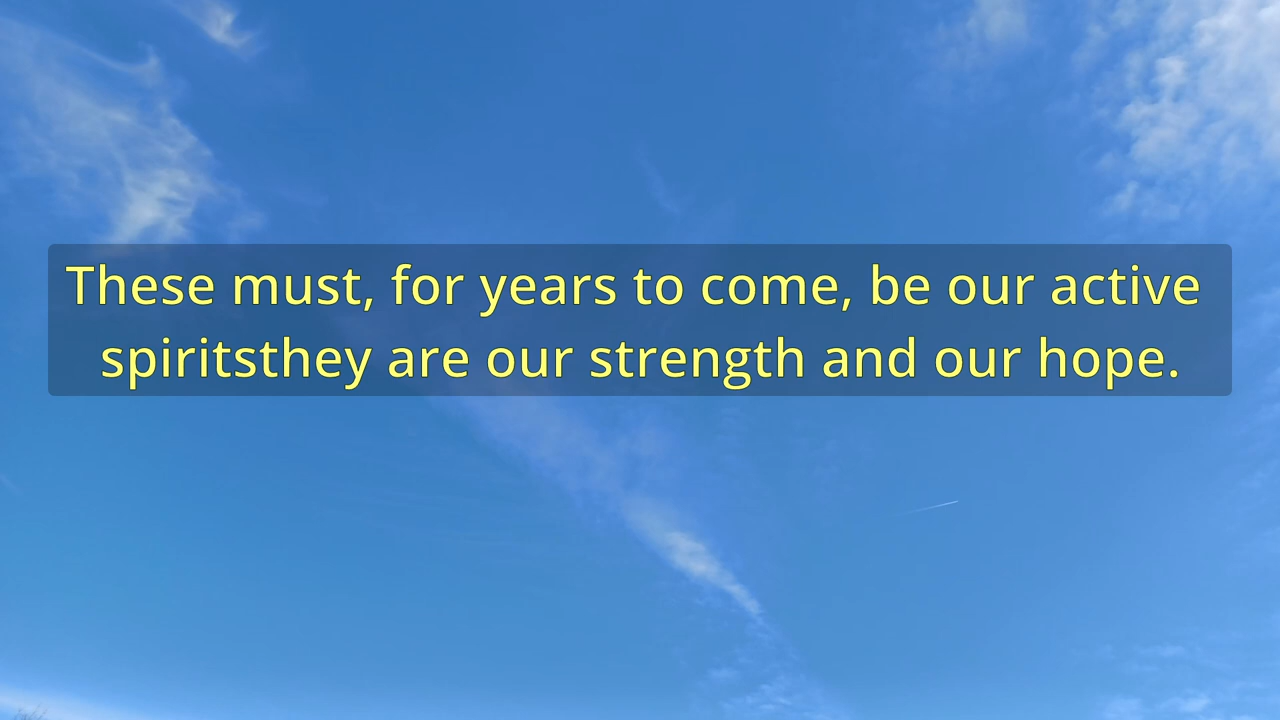 These must, for years to come, be our active
spiritsthey are our strength and our hope.